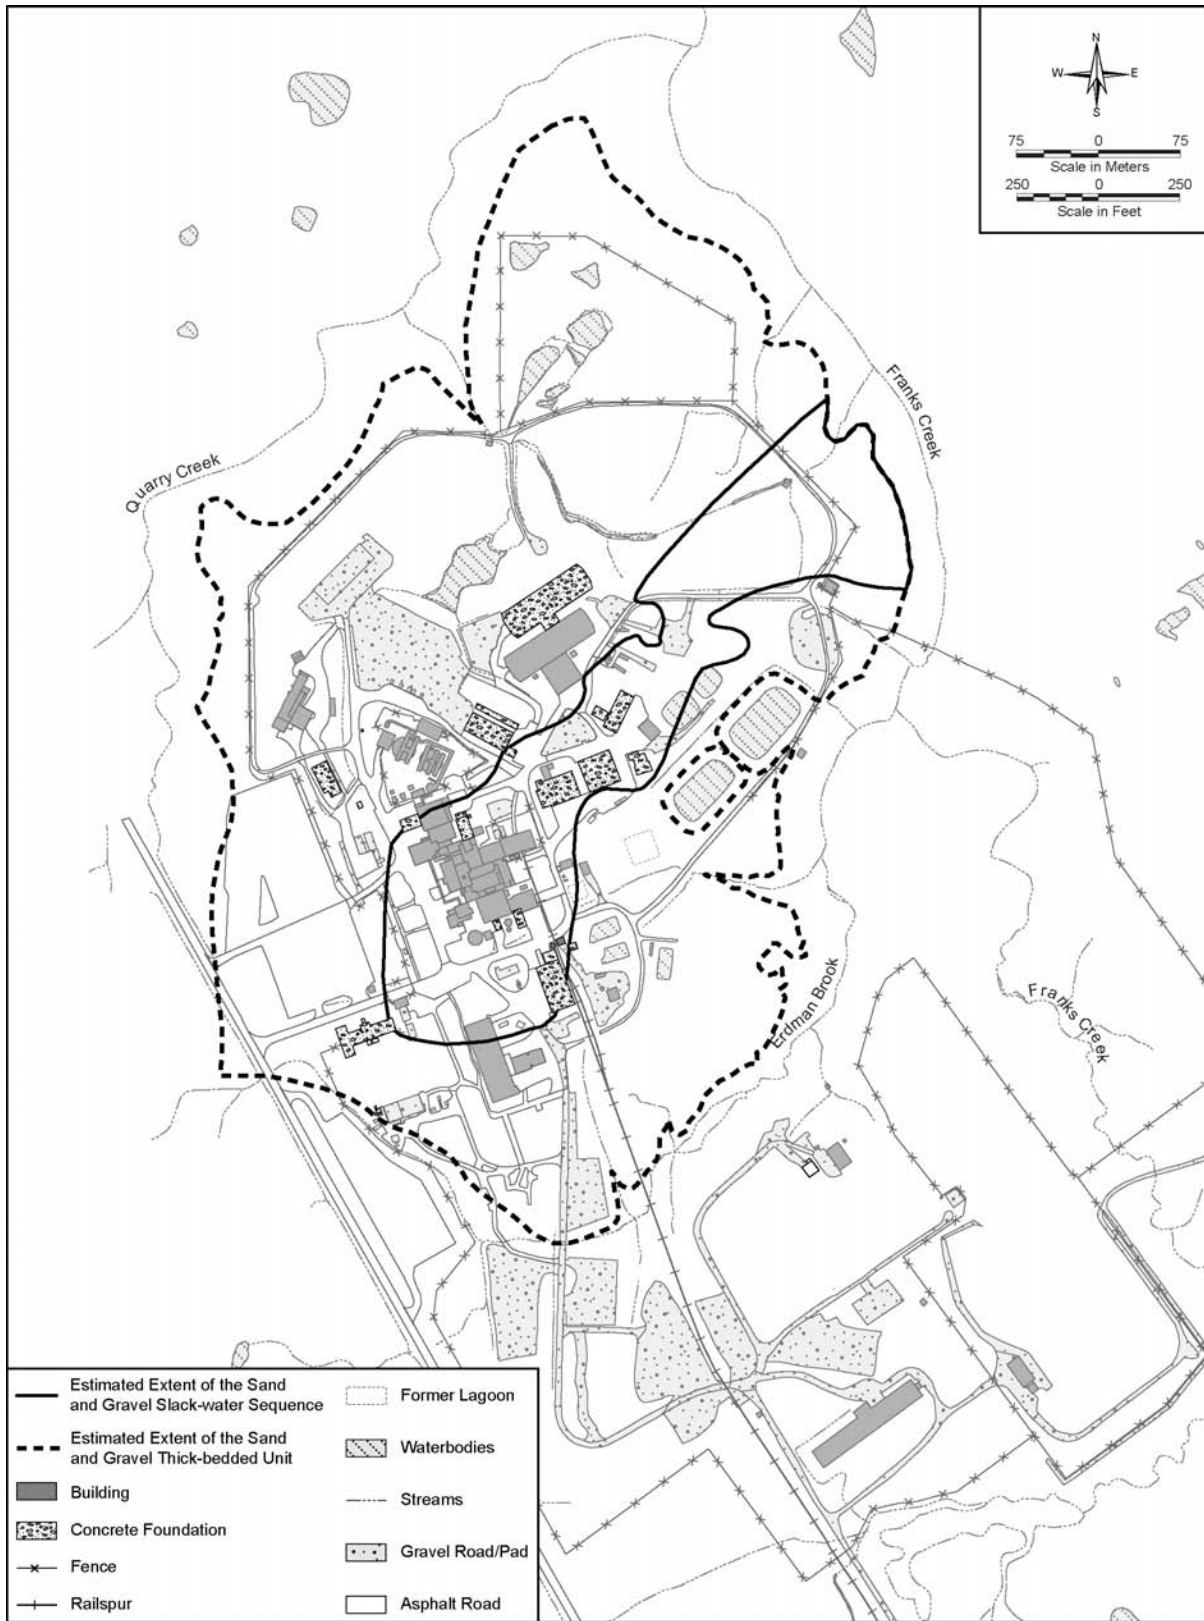 N
W E
S
75 0 75
Scale in Meters
250 0 250
Scale in Feet
Franks Creek
Quarry Creek
Erdman Brook
Franks Creek
Estimated Extent of the Sand
and Gravel Slack-water Sequence
Estimated Extent of the Sand
and Gravel Thick-bedded Unit
Building
Concrete Foundation
Fence
Railspur
Former Lagoon
Waterbodies
Streams
Gravel Road/Pad
Asphalt Road